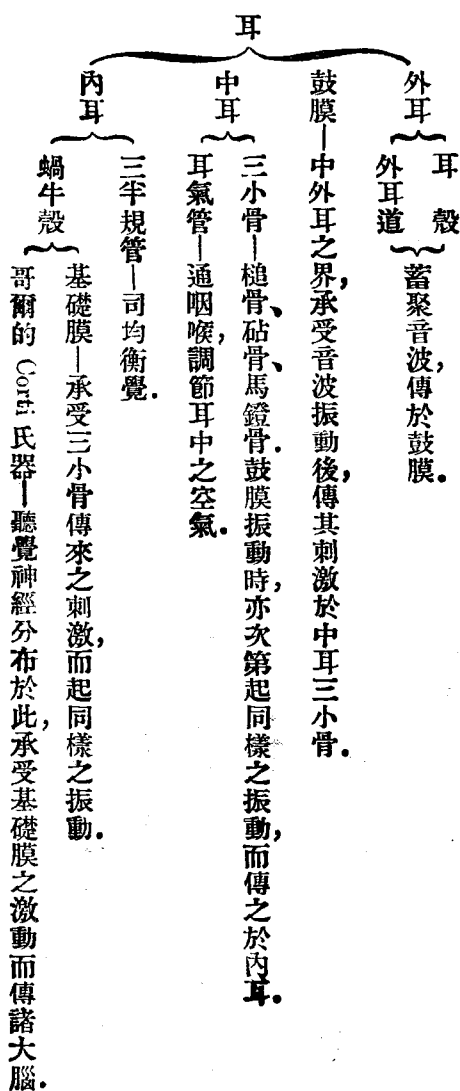 耳
外耳
耳殼
外耳道
蓄聚音波，傳於鼓膜．
鼓膜—中外耳之界，承受音波振動後，傳其刺激於中耳三小骨．
中耳
三小骨—槌骨、砧骨、馬鐙骨．鼓膜振動時，亦次第起同樣之振動，而傳之於內耳．
耳氣管—通咽喉，調節耳中之空氣．
內耳
三半規管—司均衡覺．
蝸牛殼
基礎膜—承受三小骨傳來之刺激，而起同樣之振動．
哥爾的 Corti 氏器—聽覺神經分布於此，承受基礎膜之激動而傳諸大腦．